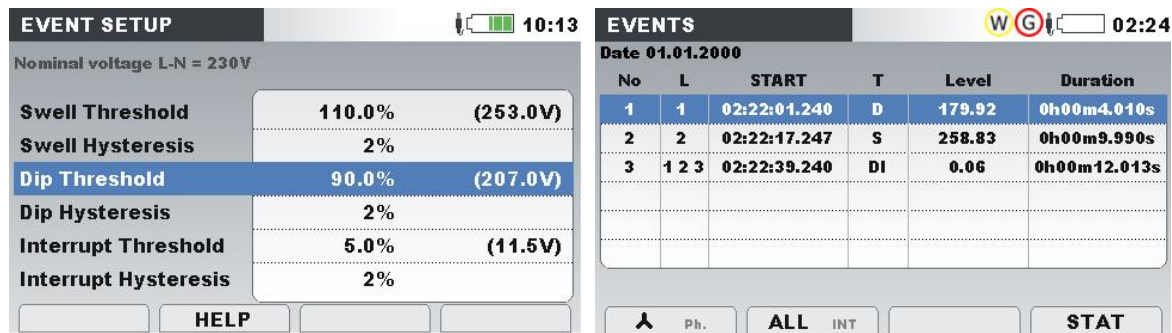 EVENT SETUP 10:13
Nominal voltage L-N = 230V
Swell Threshold 110.0% (253.0V)
Swell Hysteresis 2%
Dip Threshold 90.0% (207.0V)
Dip Hysteresis 2%
Interrupt Threshold 5.0% (11.5V)
Interrupt Hysteresis 2%
HELP
EVENTS W G 02:24
Date 01.01.2000
No L START T Level Duration
1 1 02:22:01.240 D 179.92 0h00m4.010s
2 2 02:22:17.247 S 258.83 0h00m9.990s
3 1 2 3 02:22:39.240 DI 0.06 0h00m12.013s
Ph. ALL INT STAT